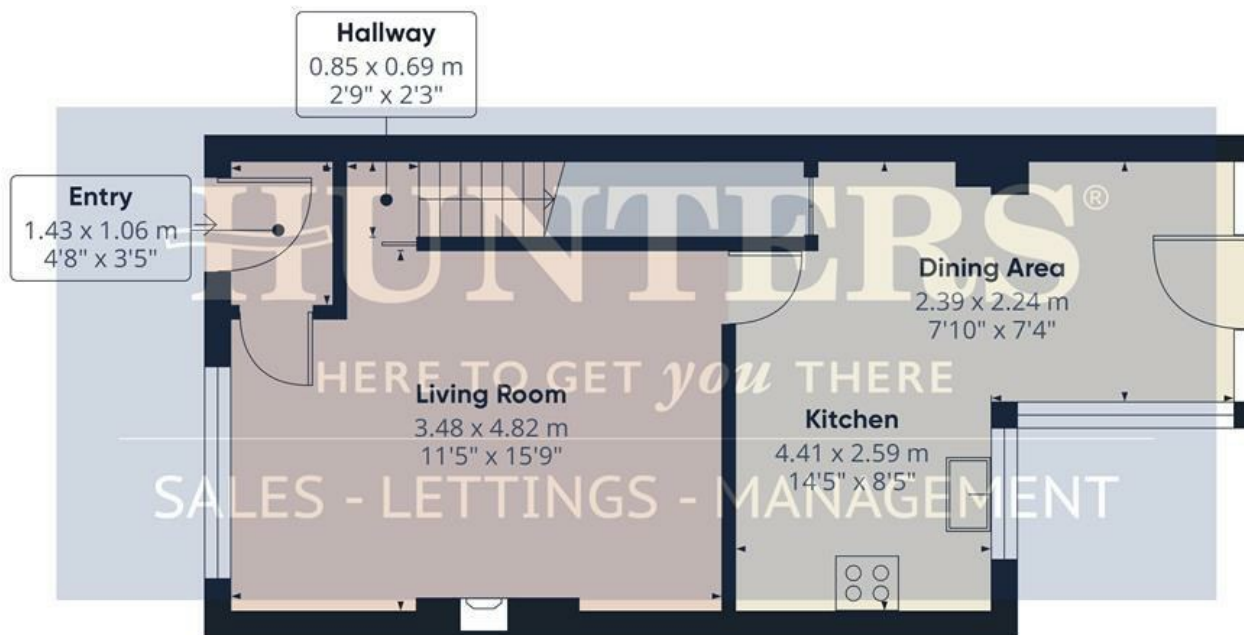 Hallway
0.85 x 0.69 m
2'9" x 2'3"
Entry
1.43 x 1.06 m
4'8" x 3'5"
HUNTERS®
HERE TO GET you THERE
SALES - LETTINGS - MANAGEMENT
Dining Area
2.39 x 2.24 m
7'10" x 7'4"
Living Room
3.48 x 4.82 m
11'5" x 15'9"
Kitchen
4.41 x 2.59 m
14'5" x 8'5"